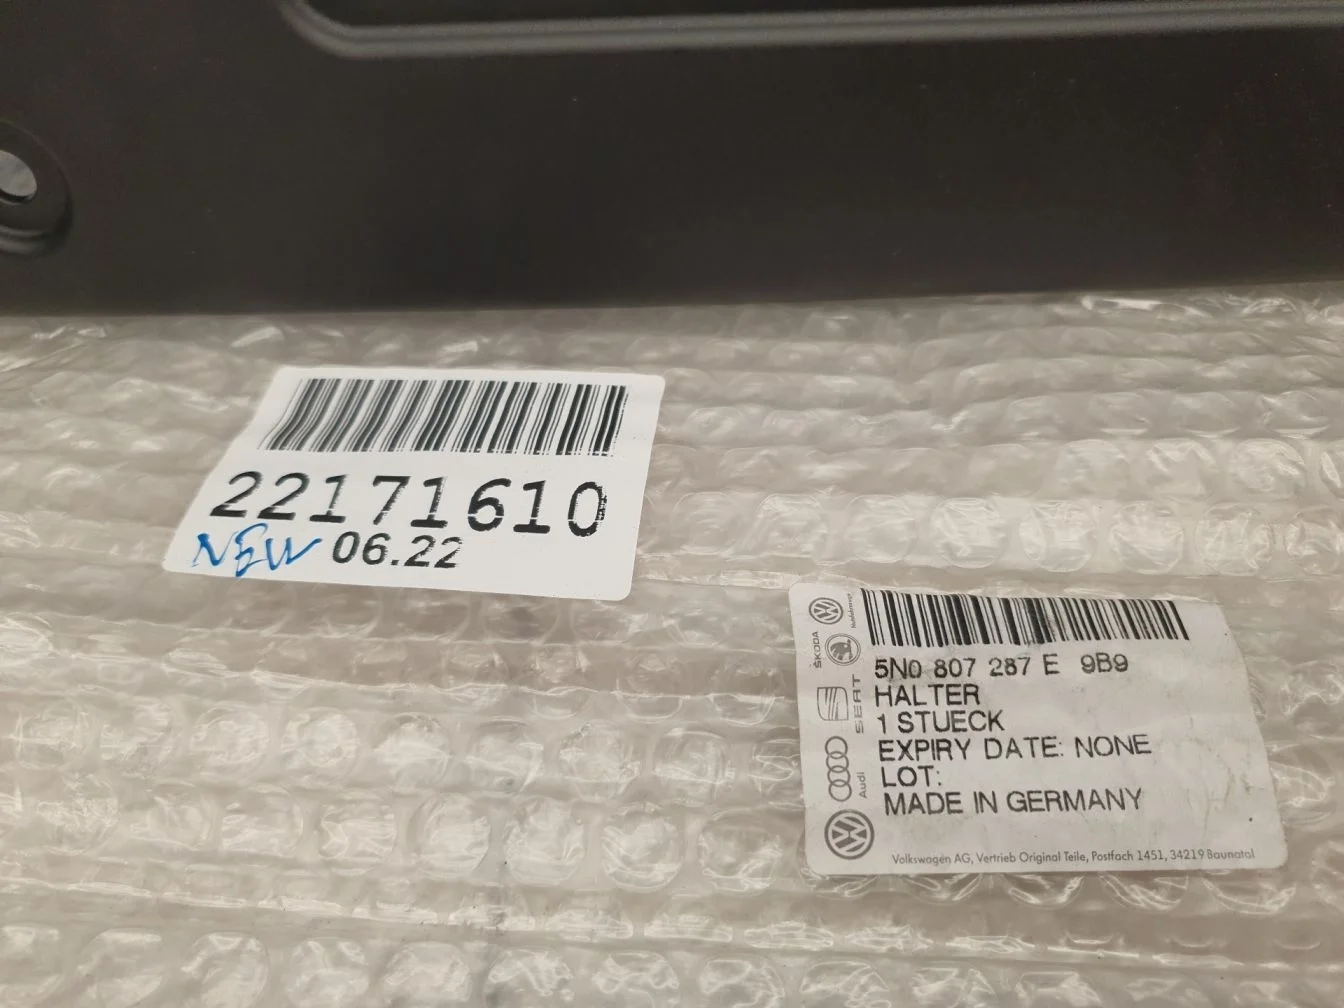 22171610
NEW 06.22
5N0 807 287 E 9B9
HALTER
1 STUECK
EXPIRY DATE: NONE
LOT:
MADE IN GERMANY
Volkswagen AG, Vertrieb Original Teile, Postfach 1451, 34219 Baunatal
Nutzfahrzeuge
ŠKODA
SEAT
Audi